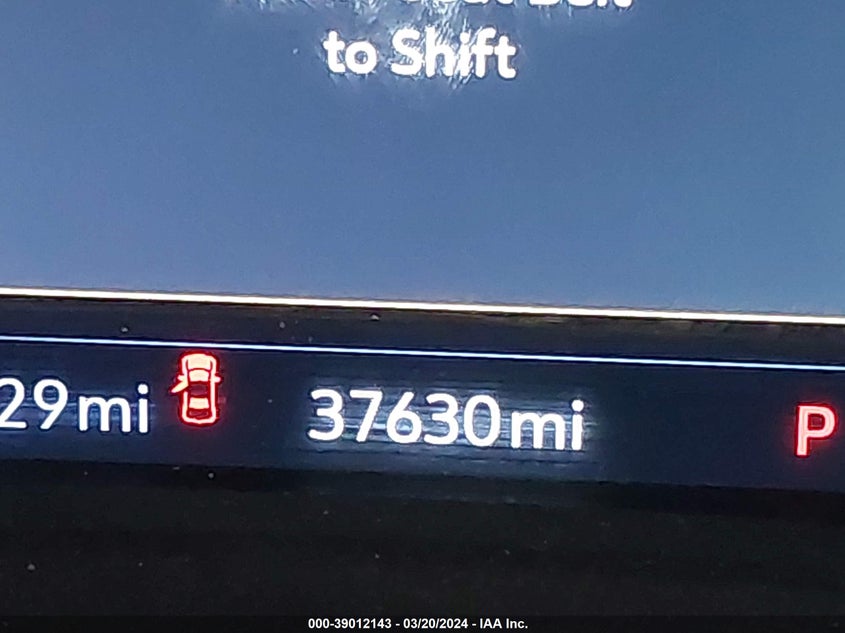 to Shift
29mi
37630mi
P
000-39012143 - 03/20/2024 - IAA Inc.